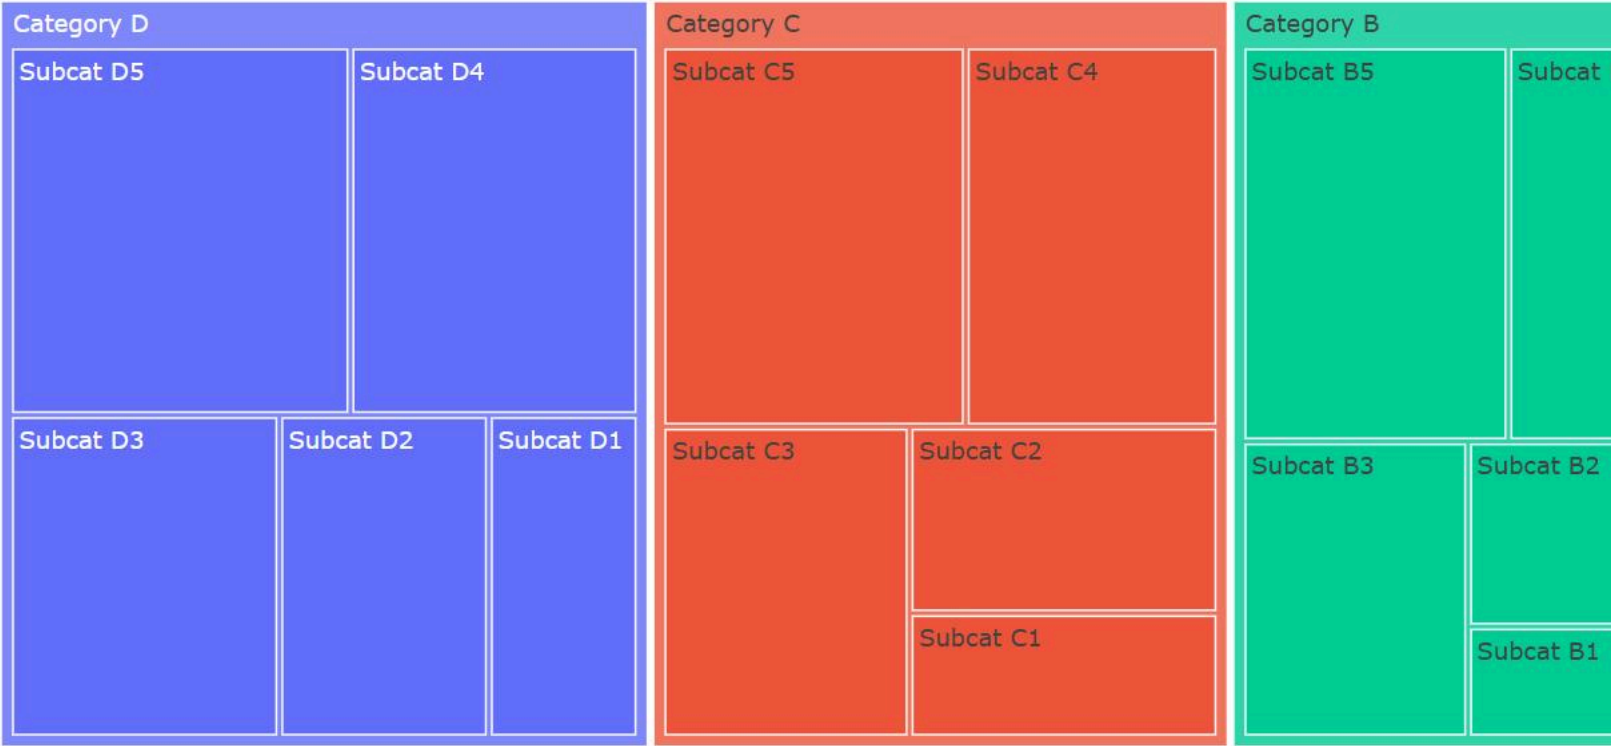 Category D
Subcat D5
Subcat D4
Subcat D3
Subcat D2
Subcat D1
Category C
Subcat C5
Subcat C4
Subcat C3
Subcat C2
Subcat C1
Category B
Subcat B5
Subcat
Subcat B3
Subcat B2
Subcat B1